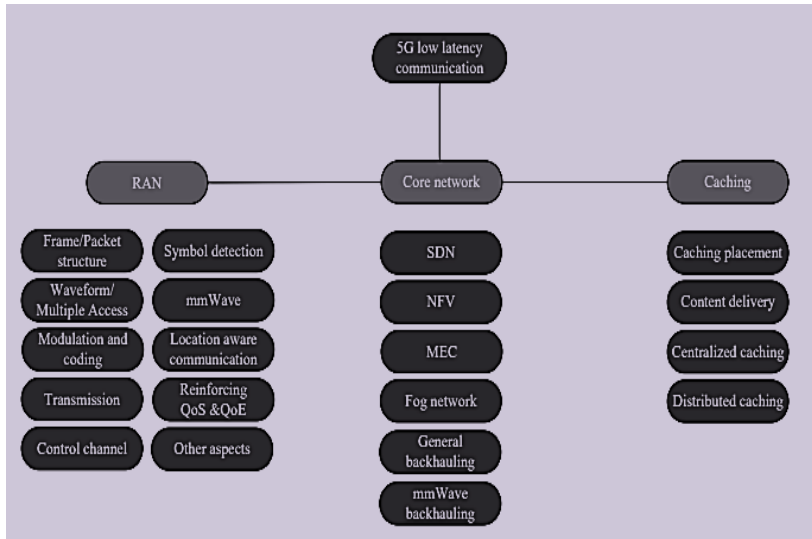 5G low latency
communication
RAN
Core network
Caching
Frame/Packet
structure
Symbol detection
Waveform/
Multiple Access
mmWave
Modulation and
coding
Location aware
communication
Transmission
Reinforcing
QoS &QoE
Control channel
Other aspects
SDN
NFV
MEC
Fog network
General
backhauling
mmWave
backhauling
Caching placement
Content delivery
Centralized caching
Distributed caching